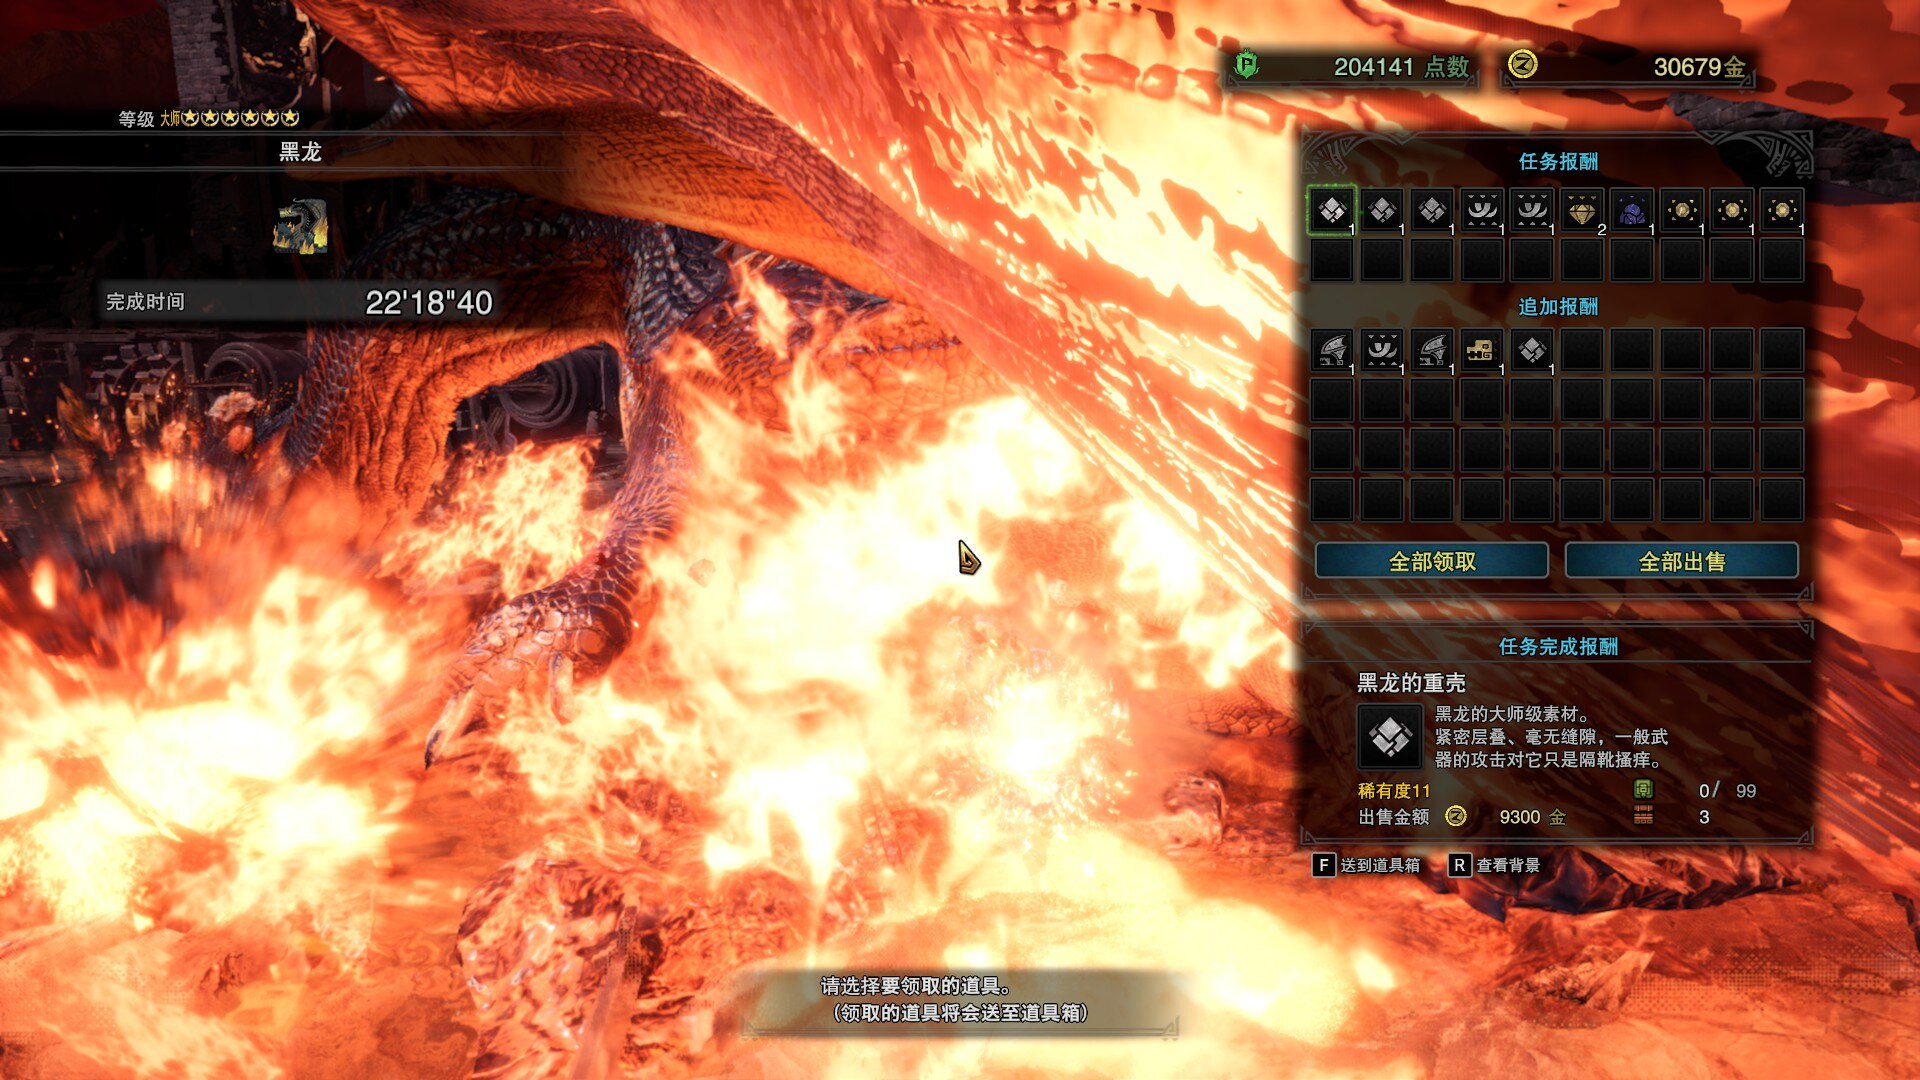 204141 点数
30679金
等级 大师
黑龙
完成时间 22'18"40
任务报酬
1 1 1 1 1 2 1 1 1 1
追加报酬
1 1 1 1 1
全部领取 全部出售
任务完成报酬
黑龙的重壳
黑龙的大师级素材。
紧密层叠、毫无缝隙，一般武
器的攻击对它只是隔靴搔痒。
稀有度11 0/ 99
出售金额 9300 金 3
F 送到道具箱 R 查看背景
请选择要领取的道具。
(领取的道具将会送至道具箱)